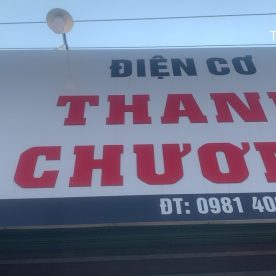 ĐIỆN CƠ
THAN
CHƯƠ
ĐT: 0981 40